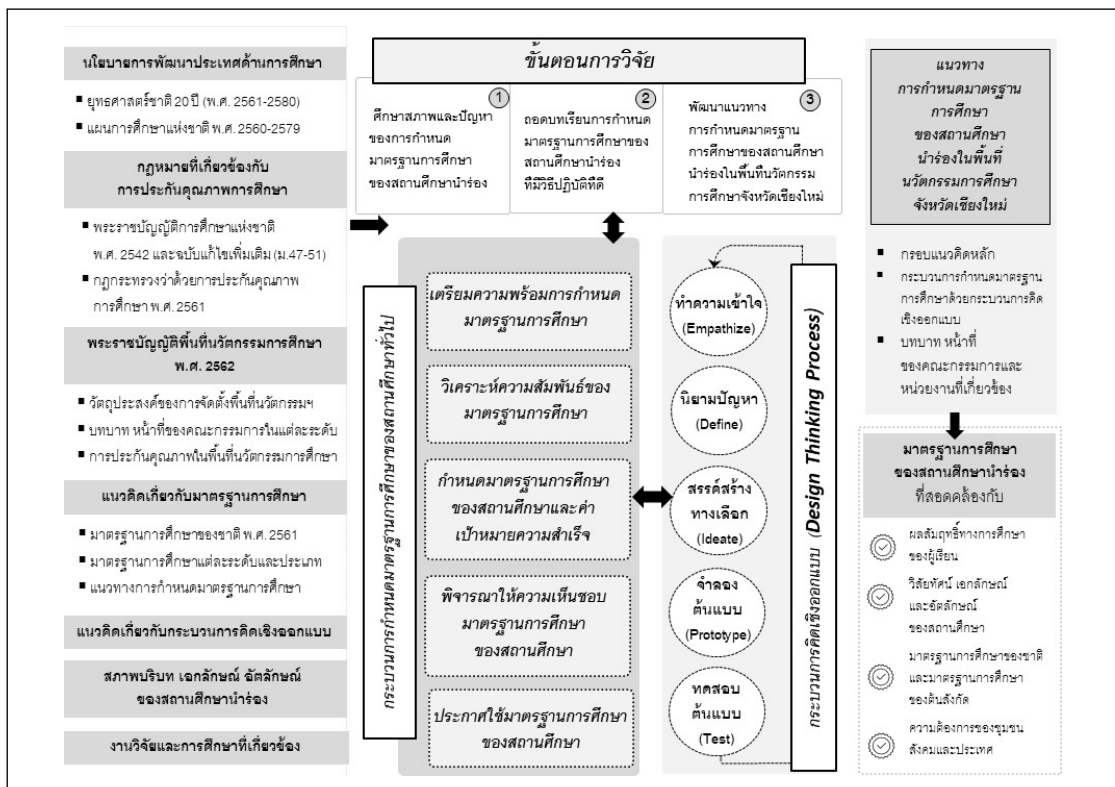 นโยบายการพัฒนาประเทศด้านการศึกษา
▪ ยุทธศาสตร์ชาติ 20 ปี (พ.ศ. 2561-2580)
▪ แผนการศึกษาแห่งชาติ พ.ศ. 2560-2579
กฎหมายที่เกี่ยวข้องกับ
การประกันคุณภาพการศึกษา
▪ พระราชบัญญัติการศึกษาแห่งชาติ
พ.ศ. 2542 และฉบับแก้ไขเพิ่มเติม (ม.47-51)
▪ กฎกระทรวงว่าด้วยการประกันคุณภาพ
การศึกษา พ.ศ. 2561
พระราชบัญญัติพื้นที่นวัตกรรมการศึกษา
พ.ศ. 2562
▪ วัตถุประสงค์ของการจัดตั้งพื้นที่นวัตกรรมฯ
▪ บทบาท หน้าที่ของคณะกรรมการในแต่ละระดับ
▪ การประกันคุณภาพในพื้นที่นวัตกรรมการศึกษา
แนวคิดเกี่ยวกับมาตรฐานการศึกษา
▪ มาตรฐานการศึกษาของชาติ พ.ศ. 2561
▪ มาตรฐานการศึกษาแต่ละระดับและประเภท
▪ แนวทางการกำหนดมาตรฐานการศึกษา
แนวคิดเกี่ยวกับกระบวนการคิดเชิงออกแบบ
สภาพบริบท เอกลักษณ์ อัตลักษณ์
ของสถานศึกษานำร่อง
งานวิจัยและการศึกษาที่เกี่ยวข้อง
ขั้นตอนการวิจัย
1
ศึกษาสภาพและปัญหา
ของการกำหนด
มาตรฐานการศึกษา
ของสถานศึกษานำร่อง
2
ถอดบทเรียนการกำหนด
มาตรฐานการศึกษาของ
สถานศึกษานำร่อง
ที่มีวิธีปฏิบัติที่ดี
3
พัฒนาแนวทาง
การกำหนดมาตรฐาน
การศึกษาของสถานศึกษา
นำร่องในพื้นที่นวัตกรรม
การศึกษาจังหวัดเชียงใหม่
กระบวนการกำหนดมาตรฐานการศึกษาของสถานศึกษาทั่วไป
เตรียมความพร้อมการกำหนด
มาตรฐานการศึกษา
วิเคราะห์ความสัมพันธ์ของ
มาตรฐานการศึกษา
กำหนดมาตรฐานการศึกษา
ของสถานศึกษาและค่า
เป้าหมายความสำเร็จ
พิจารณาให้ความเห็นชอบ
มาตรฐานการศึกษา
ของสถานศึกษา
ประกาศใช้มาตรฐานการศึกษา
ของสถานศึกษา
ทำความเข้าใจ
(Empathize)
นิยามปัญหา
(Define)
สรรค์สร้าง
ทางเลือก
(Ideate)
จำลอง
ต้นแบบ
(Prototype)
ทดสอบ
ต้นแบบ
(Test)
กระบวนการคิดเชิงออกแบบ (Design Thinking Process)
แนวทาง
การกำหนดมาตรฐาน
การศึกษา
ของสถานศึกษา
นำร่องในพื้นที่
นวัตกรรมการศึกษา
จังหวัดเชียงใหม่
▪ กรอบแนวคิดหลัก
▪ กระบวนการกำหนดมาตรฐาน
การศึกษาด้วยกระบวนการคิด
เชิงออกแบบ
▪ บทบาท หน้าที่
ของคณะกรรมการและ
หน่วยงานที่เกี่ยวข้อง
มาตรฐานการศึกษา
ของสถานศึกษานำร่อง
ที่สอดคล้องกับ
ผลสัมฤทธิ์ทางการศึกษา
ของผู้เรียน
วิสัยทัศน์ เอกลักษณ์
และอัตลักษณ์
ของสถานศึกษา
มาตรฐานการศึกษาของชาติ
และมาตรฐานการศึกษา
ของต้นสังกัด
ความต้องการของชุมชน
สังคมและประเทศ